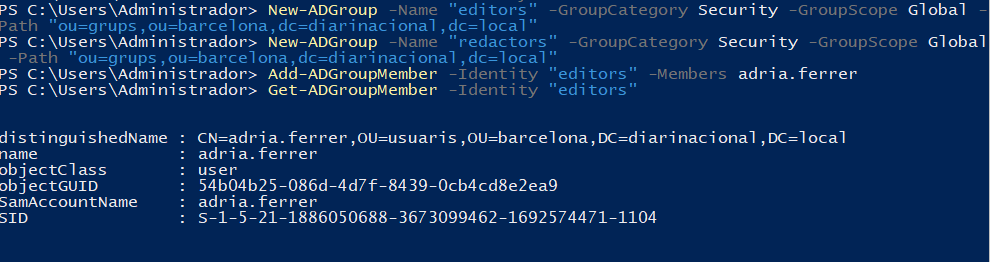 PS C:\Users\Administrador> New-ADGroup -Name "editors" -GroupCategory Security -GroupScope Global -
Path "ou=grups,ou=barcelona,dc=diarinacional,dc=local"
PS C:\Users\Administrador> New-ADGroup -Name "redactors" -GroupCategory Security -GroupScope Global
 -Path "ou=grups,ou=barcelona,dc=diarinacional,dc=local"
PS C:\Users\Administrador> Add-ADGroupMember -Identity "editors" -Members adria.ferrer
PS C:\Users\Administrador> Get-ADGroupMember -Identity "editors"
distinguishedName : CN=adria.ferrer,OU=usuaris,OU=barcelona,DC=diarinacional,DC=local
name              : adria.ferrer
objectClass       : user
objectGUID        : 54b04b25-086d-4d7f-8439-0cb4cd8e2ea9
SamAccountName    : adria.ferrer
SID               : S-1-5-21-1886050688-3673099462-1692574471-1104